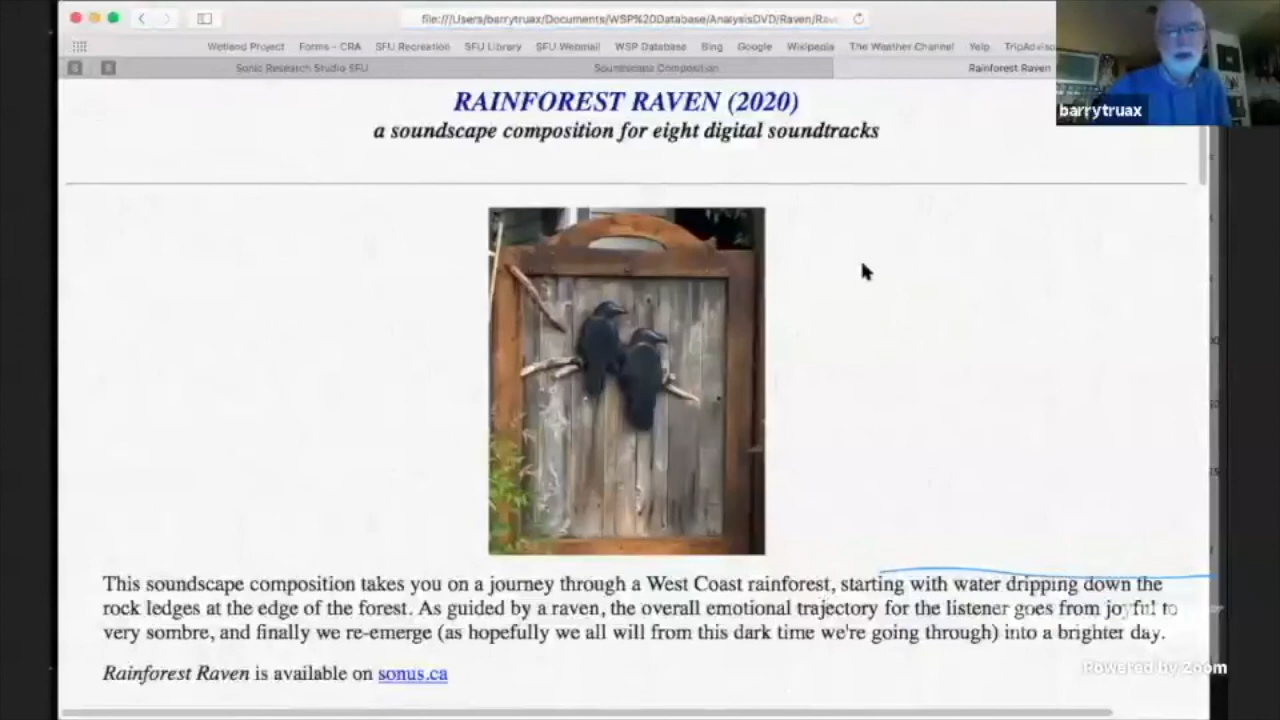 file:///Users/barrytruax/Documents/WSP%20Database/AnalysisDVD/Raven/Rav
Wetland Project Forms - CRA SFU Recreation SFU Library SFU Webmail WSP Database Bing Google Wikipedia The Weather Channel Yelp TripAdviso
Sonic Research Studio SFU Soundscape Composition Rainforest Raven
barrytruax
RAINFOREST RAVEN (2020)
a soundscape composition for eight digital soundtracks
This soundscape composition takes you on a journey through a West Coast rainforest, starting with water dripping down the
rock ledges at the edge of the forest. As guided by a raven, the overall emotional trajectory for the listener goes from joyful to
very sombre, and finally we re-emerge (as hopefully we all will from this dark time we're going through) into a brighter day.
Rainforest Raven is available on sonus.ca
Powered by Zoom